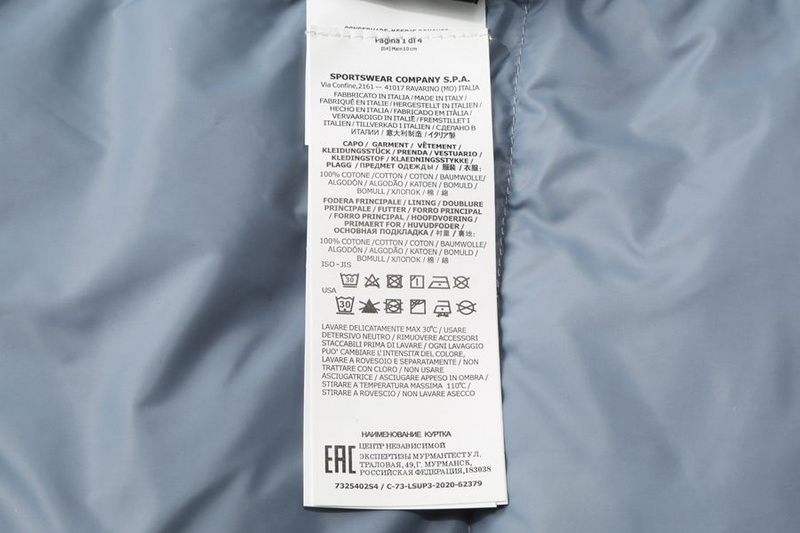 Pagina 1 di 4
SPORTSWEAR COMPANY S.P.A.
Via Confine,2161 — 41017 RAVARINO (MO) ITALIA
FABBRICATO IN ITALIA / MADE IN ITALY /
FABRIQUÉ EN ITALIE / HERGESTELLT IN ITALIEN /
HECHO EN ITALIA / FABRICADO EM ITÀLIA /
VERVAARDIGD IN ITALIË / FREMSTILLET I
ITALIEN / TILLVERKAD I ITALIEN / СДЕЛАНО В
ИТАЛИИ / 意大利制造 / イタリア製
CAPO / GARMENT / VÊTEMENT /
KLEIDUNGSSTÜCK / PRENDA / VESTUARIO /
KLEDINGSTOF / KLAEDNINGSSTYKKE /
PLAGG / ПРЕДМЕТ ОДЕЖДЫ / 服装 / 衣服:
100% COTONE / COTTON / COTON / BAUMWOLLE/
ALGODÓN / ALGODÃO / KATOEN / BOMULD /
BOMULL / ХЛОПОК / 棉 / 綿
FODERA PRINCIPALE / LINING / DOUBLURE
PRINCIPALE / FUTTER / FORRO PRINCIPAL
/ FORRO PRINCIPAL / HOOFDVOERING /
PRIMAERT FOR / HUVUDFODER /
ОСНОВНАЯ ПОДКЛАДКА / 村里 / 裏地:
100% COTONE / COTTON / COTON / BAUMWOLLE/
ALGODÓN / ALGODÃO / KATOEN / BOMULD /
BOMULL / ХЛОПОК / 棉 / 綿
ISO - JIS
30
USA
30
LAVARE DELICATAMENTE MAX 30°C / USARE
DETERSIVO NEUTRO / RIMUOVERE ACCESSORI
STACCABILI PRIMA DI LAVARE / OGNI LAVAGGIO
PUO' CAMBIARE L'INTENSITA' DEL COLORE,
LAVARE A ROVESCIO E SEPARATAMENTE / NON
TRATTARE CON CLORO / NON USARE
ASCIUGATRICE / ASCIUGARE APPESO IN OMBRA /
STIRARE A TEMPERATURA MASSIMA 110°C /
STIRARE A ROVESCIO / NON LAVARE ASECCO
НАИМЕНОВАНИЕ КУРТКА
EAC
ЦЕНТР НЕЗАВИСИМОЙ
ЭКСПЕРТИЗЫ МУРМАНТЕСТ УЛ.
ТРАЛОВАЯ, 49, Г. МУРМАНСК,
РОССИЙСКАЯ ФЕДЕРАЦИЯ,183038
7325402S4 / C-73-LSUP3-2020-62379